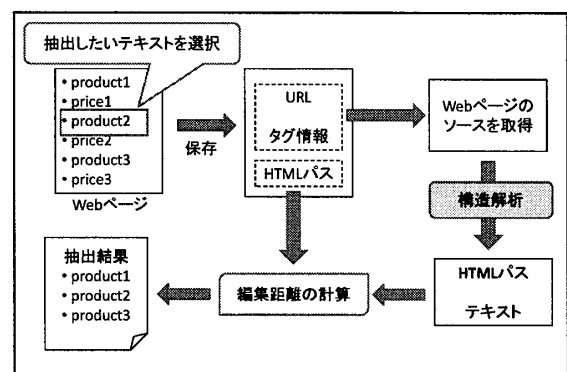 抽出したいテキストを選択
• product1
• price1
• product2
• price2
• product3
• price3
Webページ
保存
URL
タグ情報
HTMLパス
Webページの
ソースを取得
構造解析
HTMLパス
テキスト
編集距離の計算
抽出結果
• product1
• product2
• product3